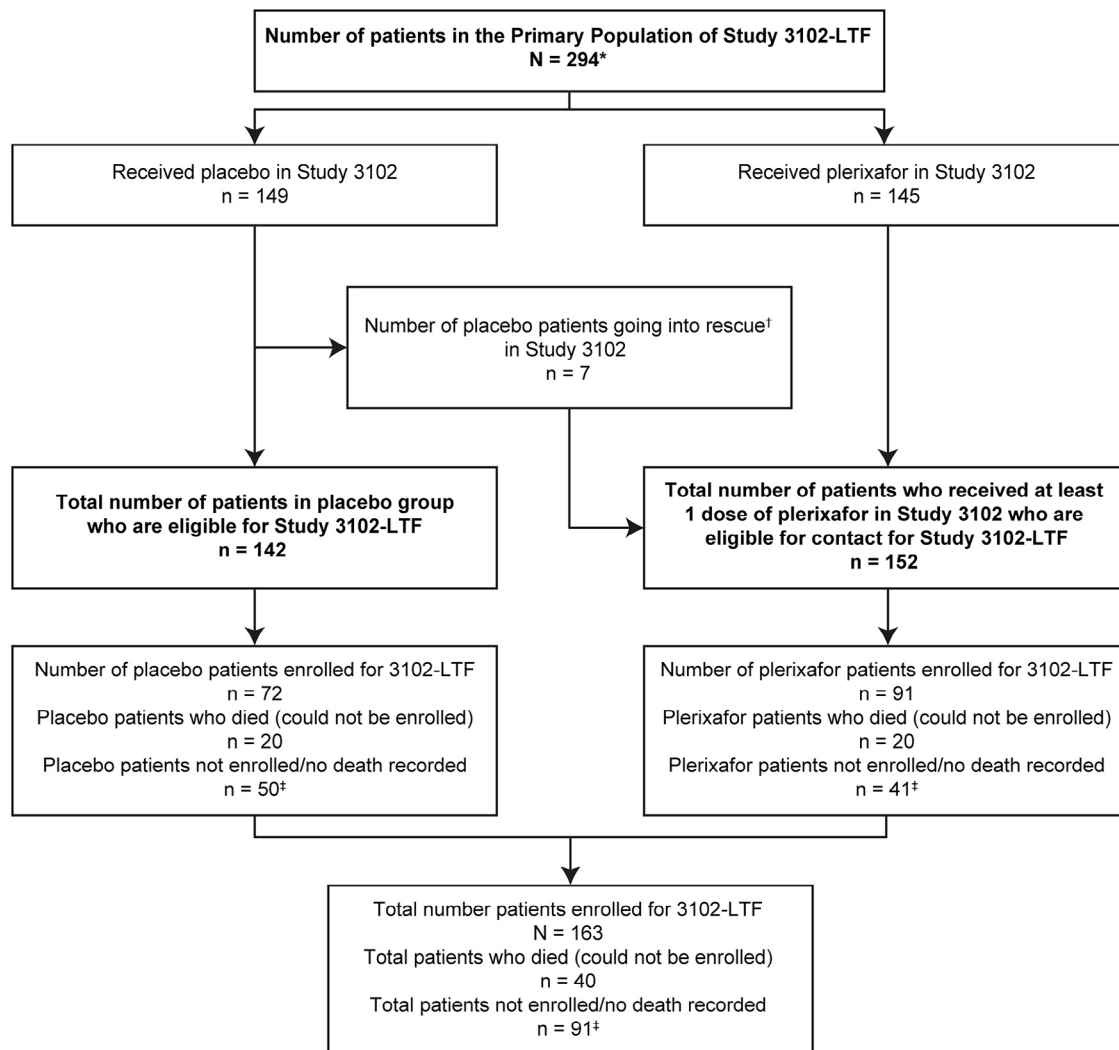 Number of patients in the Primary Population of Study 3102-LTF
N = 294*
Received placebo in Study 3102
n = 149
Received plerixafor in Study 3102
n = 145
Number of placebo patients going into rescue†
in Study 3102
n = 7
Total number of patients in placebo group
who are eligible for Study 3102-LTF
n = 142
Total number of patients who received at least
1 dose of plerixafor in Study 3102 who are
eligible for contact for Study 3102-LTF
n = 152
Number of placebo patients enrolled for 3102-LTF
n = 72
Placebo patients who died (could not be enrolled)
n = 20
Placebo patients not enrolled/no death recorded
n = 50‡
Number of plerixafor patients enrolled for 3102-LTF
n = 91
Plerixafor patients who died (could not be enrolled)
n = 20
Plerixafor patients not enrolled/no death recorded
n = 41‡
Total number patients enrolled for 3102-LTF
N = 163
Total patients who died (could not be enrolled)
n = 40
Total patients not enrolled/no death recorded
n = 91‡